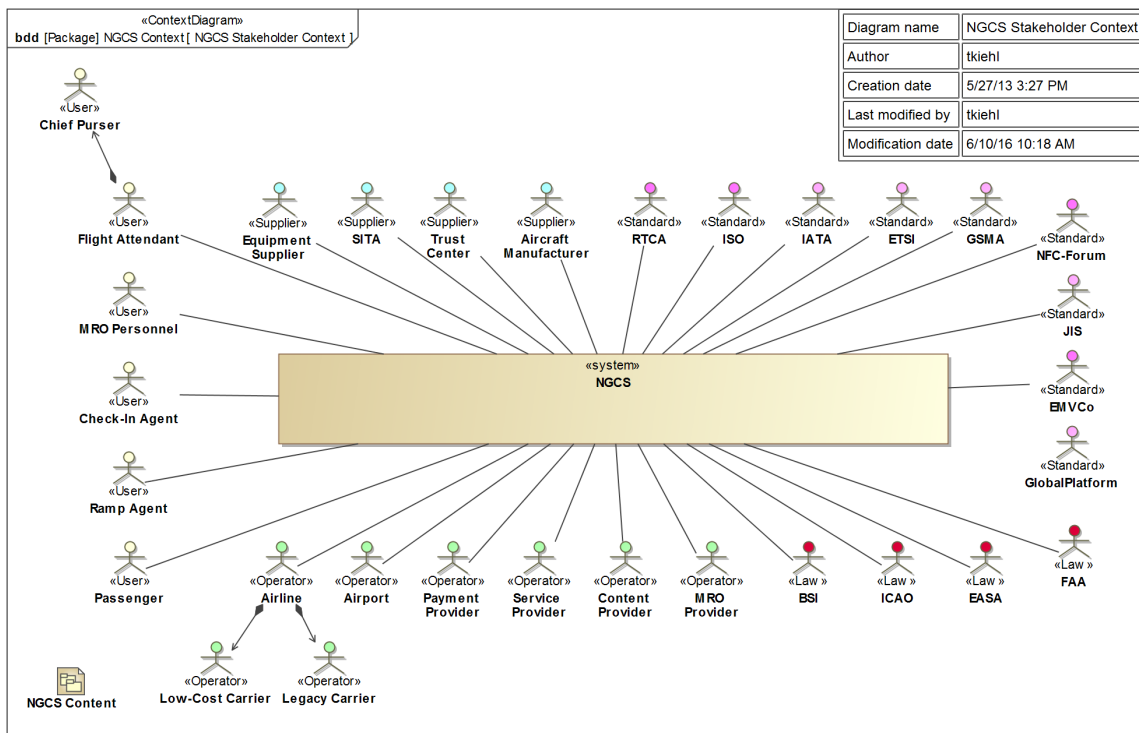 «ContextDiagram»
bdd [Package] NGCS Context [ NGCS Stakeholder Context ]
Diagram name NGCS Stakeholder Context
Author tkiehl
Creation date 5/27/13 3:27 PM
Last modified by tkiehl
Modification date 6/10/16 10:18 AM
«User»
Chief Purser
«User»
Flight Attendant
«Supplier»
Equipment
Supplier
«Supplier»
SITA
«Supplier»
Trust
Center
«Supplier»
Aircraft
Manufacturer
«Standard»
RTCA
«Standard»
ISO
«Standard»
IATA
«Standard»
ETSI
«Standard»
GSMA
«Standard»
NFC-Forum
«User»
MRO Personnel
«Standard»
JIS
«system»
NGCS
«User»
Check-In Agent
«Standard»
EMVCo
«User»
Ramp Agent
«Standard»
GlobalPlatform
«User»
Passenger
«Operator»
Airline
«Operator»
Airport
«Operator»
Payment
Provider
«Operator»
Service
Provider
«Operator»
Content
Provider
«Operator»
MRO
Provider
«Law »
BSI
«Law »
ICAO
«Law »
EASA
«Law »
FAA
«Operator»
Low-Cost Carrier
«Operator»
Legacy Carrier
NGCS Content